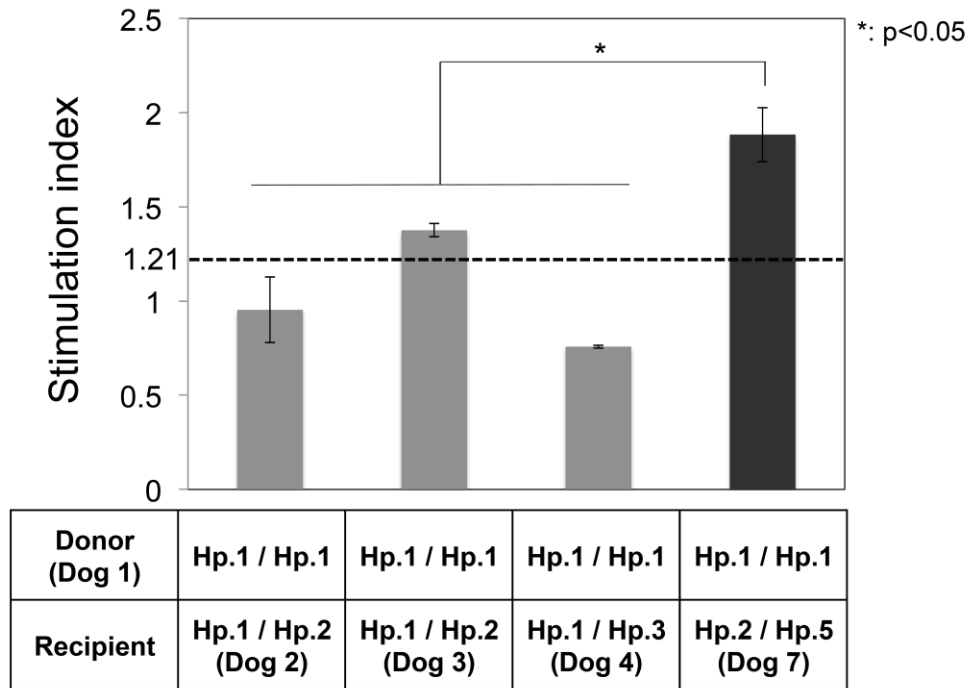 2.5
*: p<0.05
*
2
1.5
1.21
1
0.5
0
Stimulation index
Donor
(Dog 1)
Hp.1 / Hp.1
Hp.1 / Hp.1
Hp.1 / Hp.1
Hp.1 / Hp.1
Recipient
Hp.1 / Hp.2
(Dog 2)
Hp.1 / Hp.2
(Dog 3)
Hp.1 / Hp.3
(Dog 4)
Hp.2 / Hp.5
(Dog 7)